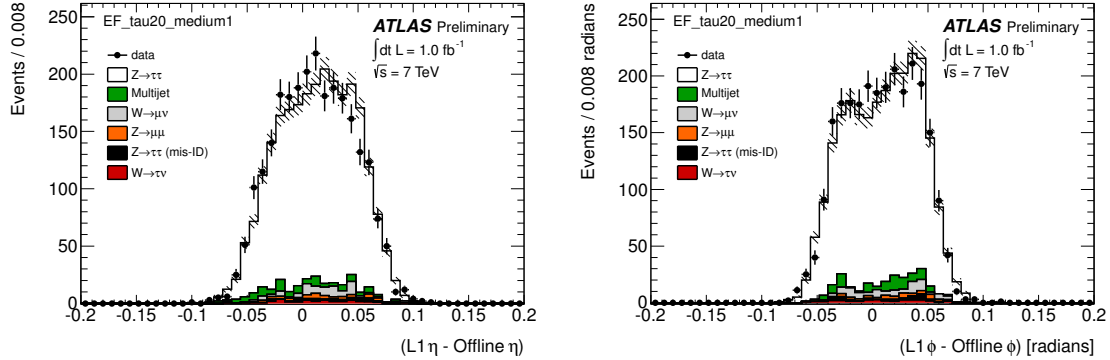 Events / 0.008
EF_tau20_medium1
ATLAS Preliminary
∫dt L = 1.0 fb⁻¹
√s = 7 TeV
data
Z→ττ
Multijet
W→μν
Z→μμ
Z→ττ (mis-ID)
W→τν
250
200
150
100
50
0
-0.2 -0.15 -0.1 -0.05 0 0.05 0.1 0.15 0.2
(L1 η - Offline η)
Events / 0.008 radians
EF_tau20_medium1
ATLAS Preliminary
∫dt L = 1.0 fb⁻¹
√s = 7 TeV
data
Z→ττ
Multijet
W→μν
Z→μμ
Z→ττ (mis-ID)
W→τν
250
200
150
100
50
0
-0.2 -0.15 -0.1 -0.05 0 0.05 0.1 0.15 0.2
(L1 ϕ - Offline ϕ) [radians]